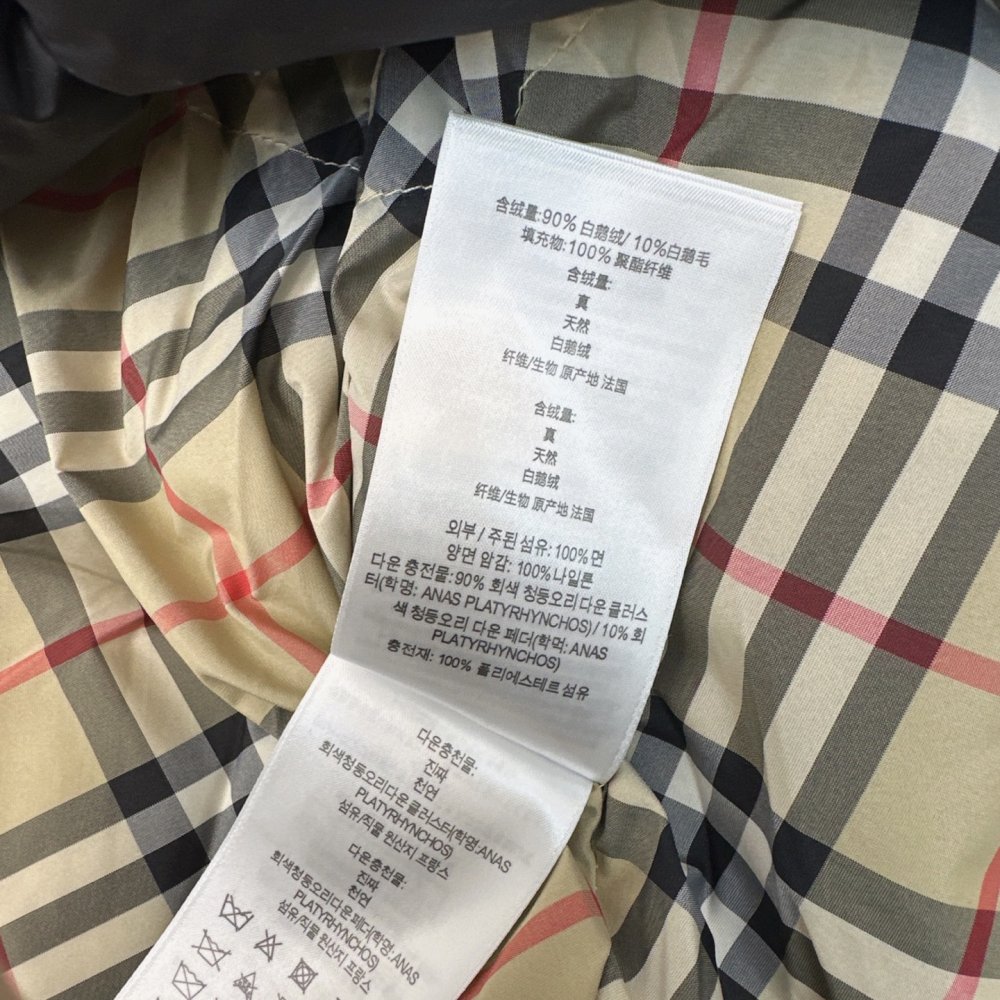 含绒量:90% 白鹅绒/ 10%白鹅毛
填充物:100% 聚酯纤维
含绒量:
真
天然
白鹅绒
纤维/生物 原产地 法国
含绒量:
真
天然
白鹅绒
纤维/生物 原产地 法国
외부 / 주된 섬유: 100% 면
양면 암감: 100% 나일론
다운 충전물: 90% 회색 청둥오리다운 클러스
터(학명: ANAS PLATYRHYNCHOS) / 10% 회
색 청둥오리 다운 페더(학먹: ANAS
PLATYRHYNCHOS)
충전재: 100% 폴리에스테르 섬유
다운충천물:
진짜
천연
회색청둥오리다운클러스터(학명:ANAS
PLATYRHYNCHOS)
섬유/직물 원산지 프랑스
다운충천물:
진짜
천연
회색청둥오리다운페더(학명: ANAS
PLATYRHYNCHOS)
섬유/직물 원산지 프랑스